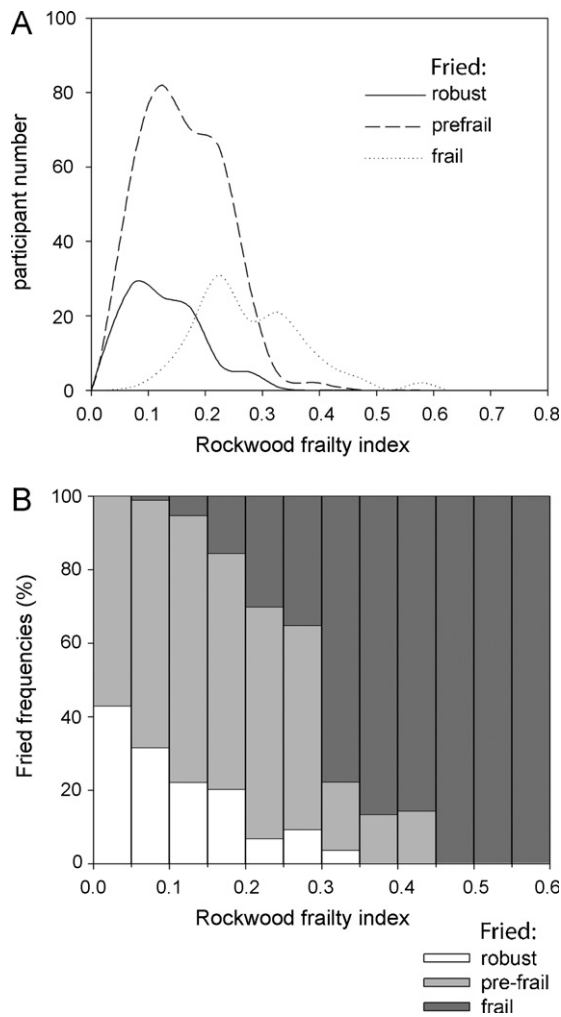 A
100
80
60
40
20
0
participant number
Fried:
robust
prefrail
frail
0.0 0.1 0.2 0.3 0.4 0.5 0.6 0.7 0.8
Rockwood frailty index
B
100
80
60
40
20
0
Fried frequencies (%)
0.0 0.1 0.2 0.3 0.4 0.5 0.6
Rockwood frailty index
Fried:
robust
pre-frail
frail